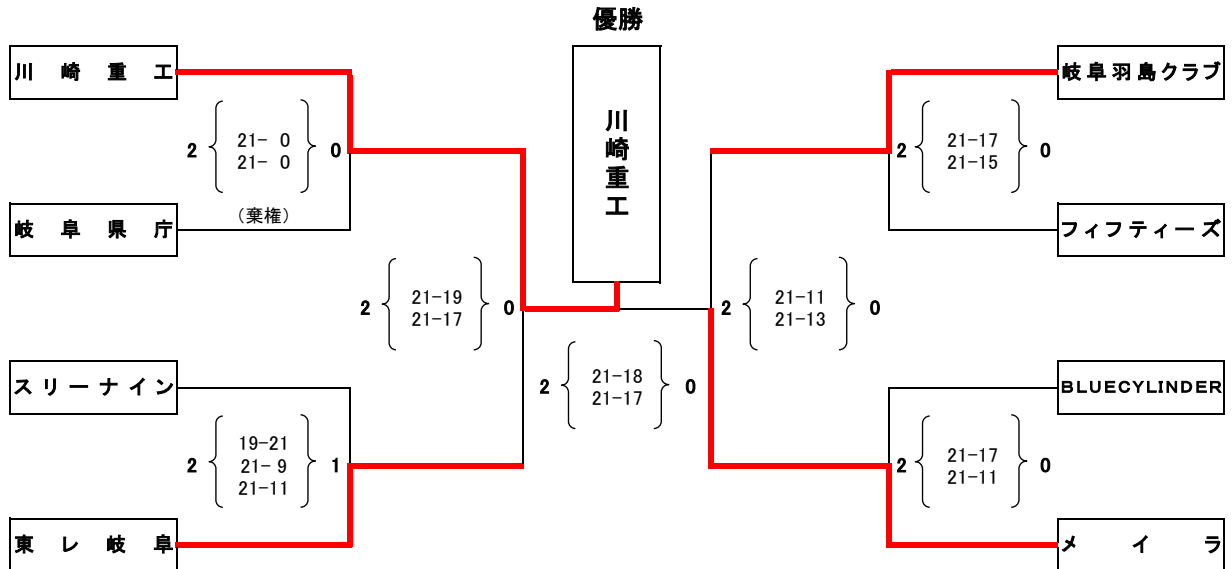 優勝
川崎重工
岐阜羽島クラブ
川崎重工
2 21- 0 0
21- 0
2 21-17 0
21-15
(棄権)
岐阜県庁
フィフティーズ
2 21-19 0
21-17
2 21-11 0
21-13
2 21-18 0
21-17
スリーナイン
BLUECYLINDER
2 19-21 1
21- 9
21-11
2 21-17 0
21-11
東レ岐阜
メイラ